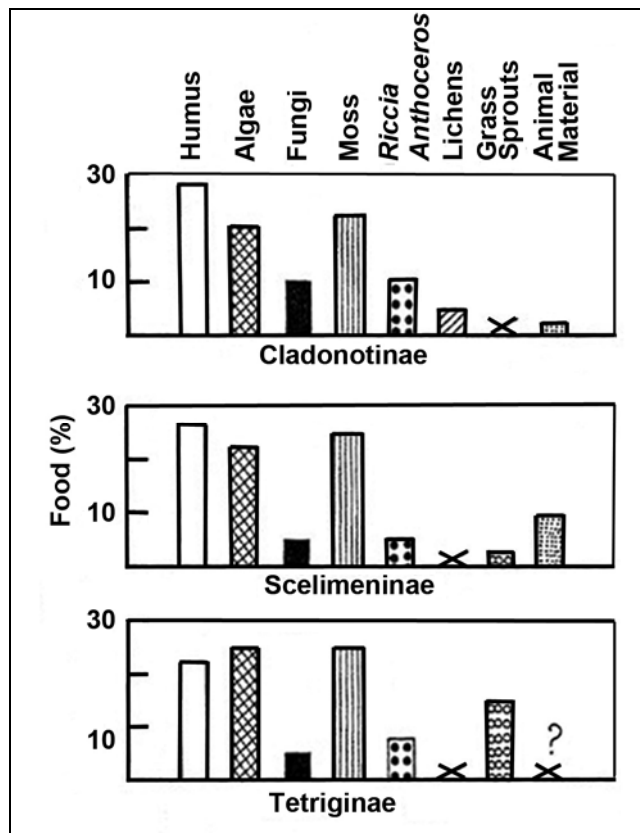 Humus
Algae
Fungi
Moss
Riccia
Anthoceros
Lichens
Grass
Sprouts
Animal
Material
Food (%)
30
10
Cladonotinae
30
10
Scelimeninae
30
10
?
Tetriginae